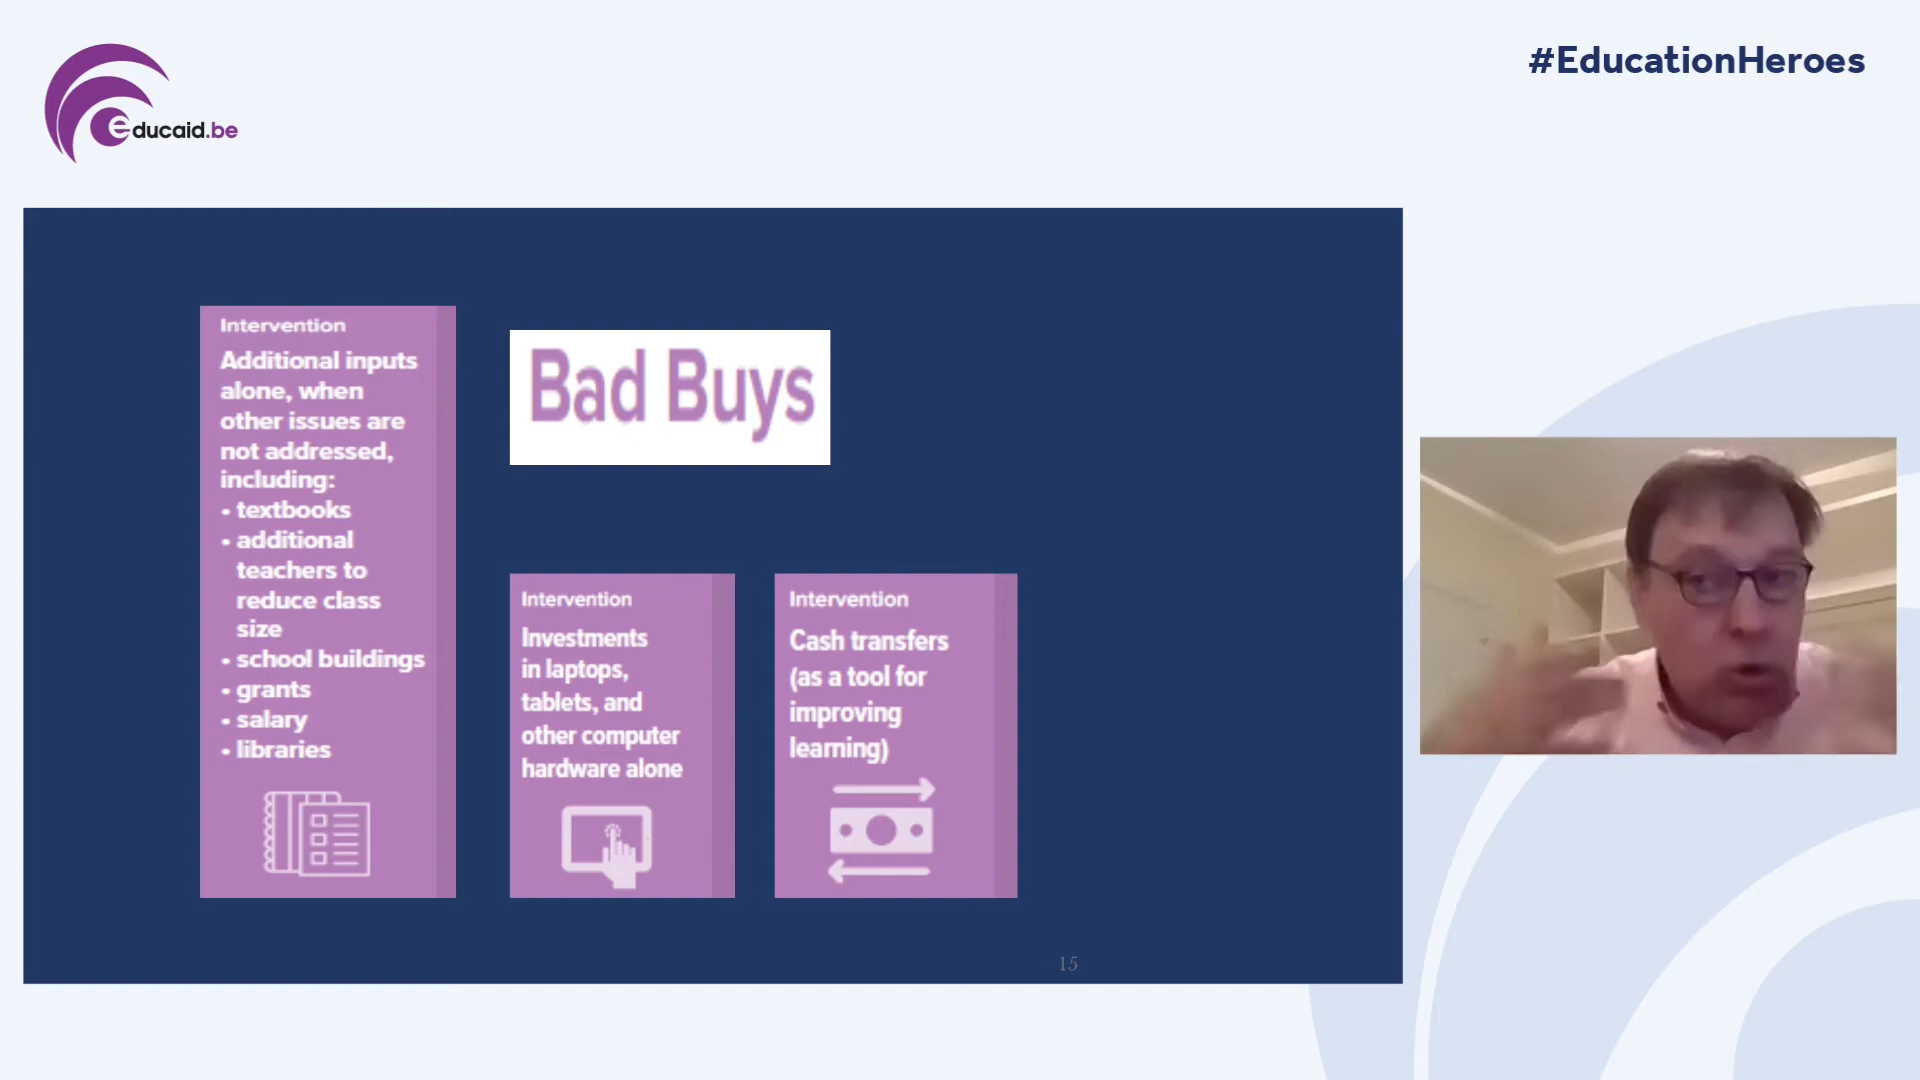 educaid.be
#EducationHeroes
Intervention
Additional inputs
alone, when
other issues are
not addressed,
including:
• textbooks
• additional
teachers to
reduce class
size
• school buildings
• grants
• salary
• libraries
Bad Buys
Intervention
Investments
in laptops,
tablets, and
other computer
hardware alone
Intervention
Cash transfers
(as a tool for
improving
learning)
15